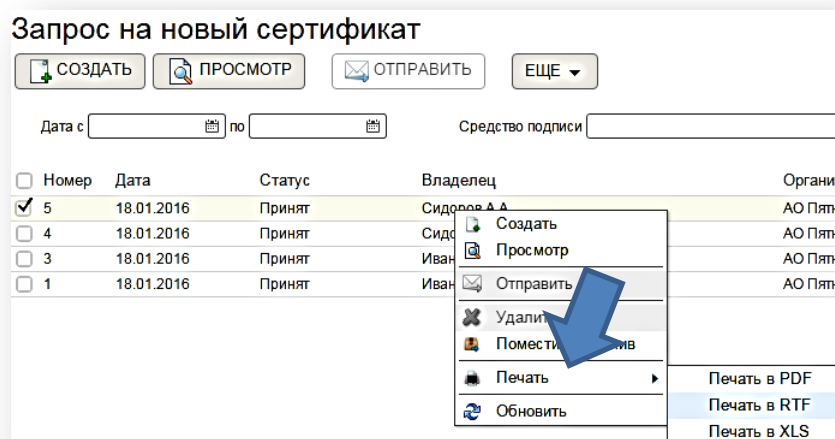 Запрос на новый сертификат
СОЗДАТЬ ПРОСМОТР ОТПРАВИТЬ ЕЩЕ
Дата с по Средство подписи
Номер Дата Статус Владелец
5 18.01.2016 Принят Сидоров А.А. АО
4 18.01.2016 Принят АО
3 18.01.2016 Принят АО
1 18.01.2016 Принят АО
Создать
Просмотр
Отправить
Печать
Обновить
Печать в PDF
Печать в RTF
Печать в XLS